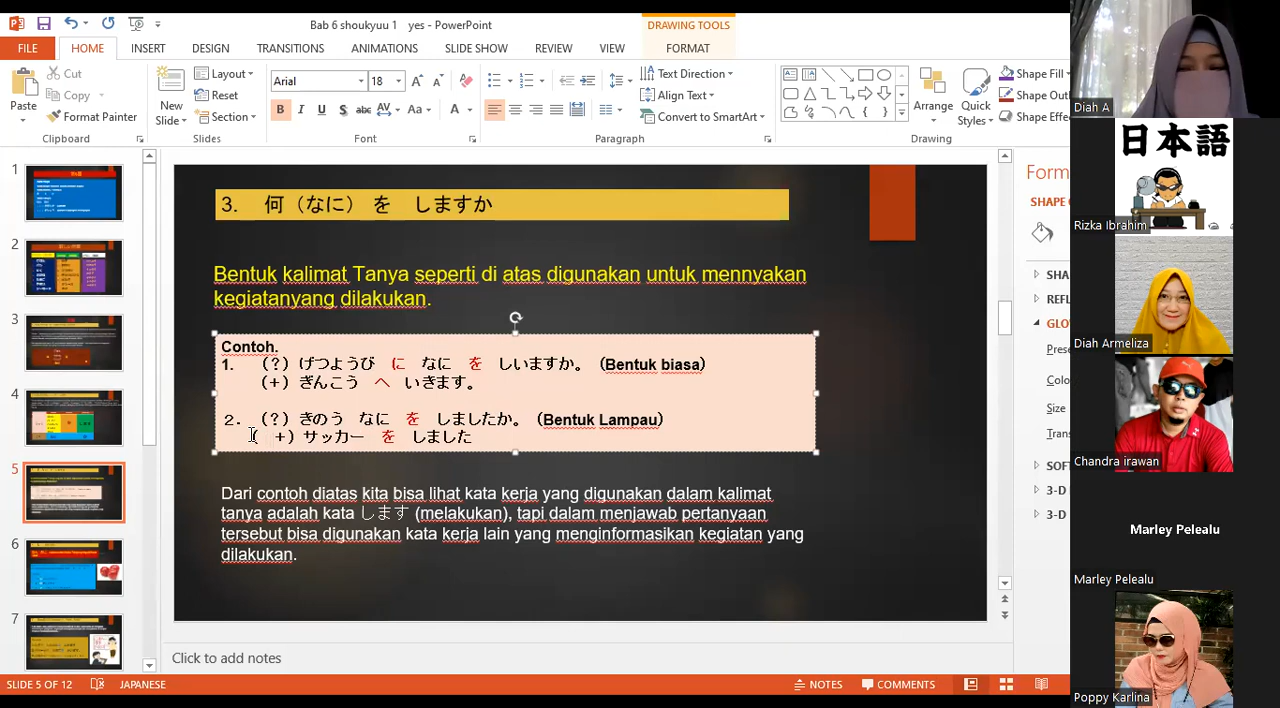 Bab 6 shoukyuu 1 yes - PowerPoint
DRAWING TOOLS
FILE HOME INSERT DESIGN TRANSITIONS ANIMATIONS SLIDE SHOW REVIEW VIEW FORMAT
Paste
Cut
Copy
Format Painter
Clipboard
New Slide
Layout
Reset
Section
Slides
Arial 18
Font
Text Direction
Align Text
Convert to SmartArt
Paragraph
Arrange
Quick Styles
Shape Fill
Shape Outl
Shape Effe
Drawing
1
2
3
4
5
6
7
3. 何（なに） を しますか
Bentuk kalimat Tanya seperti di atas digunakan untuk mennyakan
kegiatanyang dilakukan.
Contoh.
1. （？）げつようび に なに を しいますか。（Bentuk biasa）
（+）ぎんこう へ いきます。
2. （？）きのう なに を しましたか。（Bentuk Lampau）
（ +）サッカー を しました
Dari contoh diatas kita bisa lihat kata kerja yang digunakan dalam kalimat
tanya adalah kata します (melakukan), tapi dalam menjawab pertanyaan
tersebut bisa digunakan kata kerja lain yang menginformasikan kegiatan yang
dilakukan.
Form
SHAPE O
SHA
REFL
GLO
Prese
Colo
Size
Tran
SOFT
3-D
3-D
Click to add notes
SLIDE 5 OF 12 JAPANESE NOTES COMMENTS
Diah A
日本語
Rizka Ibrahim
Diah Armeliza
Chandra irawan
Marley Pelealu
Marley Pelealu
Poppy Karlina